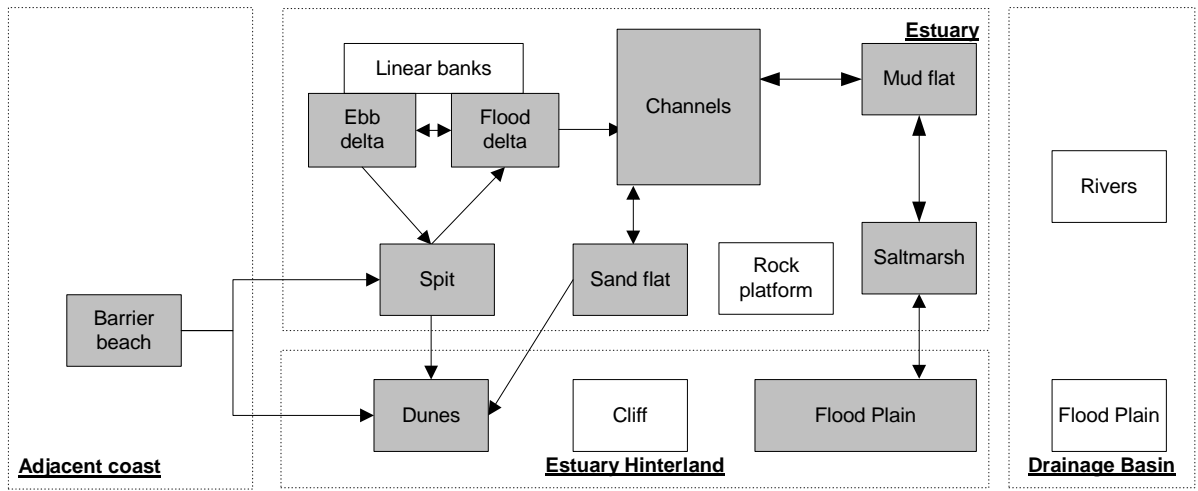 Estuary
Linear banks
Ebb
delta
Flood
delta
Channels
Mud flat
Rivers
Spit
Sand flat
Rock
platform
Saltmarsh
Barrier
beach
Dunes
Cliff
Flood Plain
Flood Plain
Adjacent coast
Estuary Hinterland
Drainage Basin